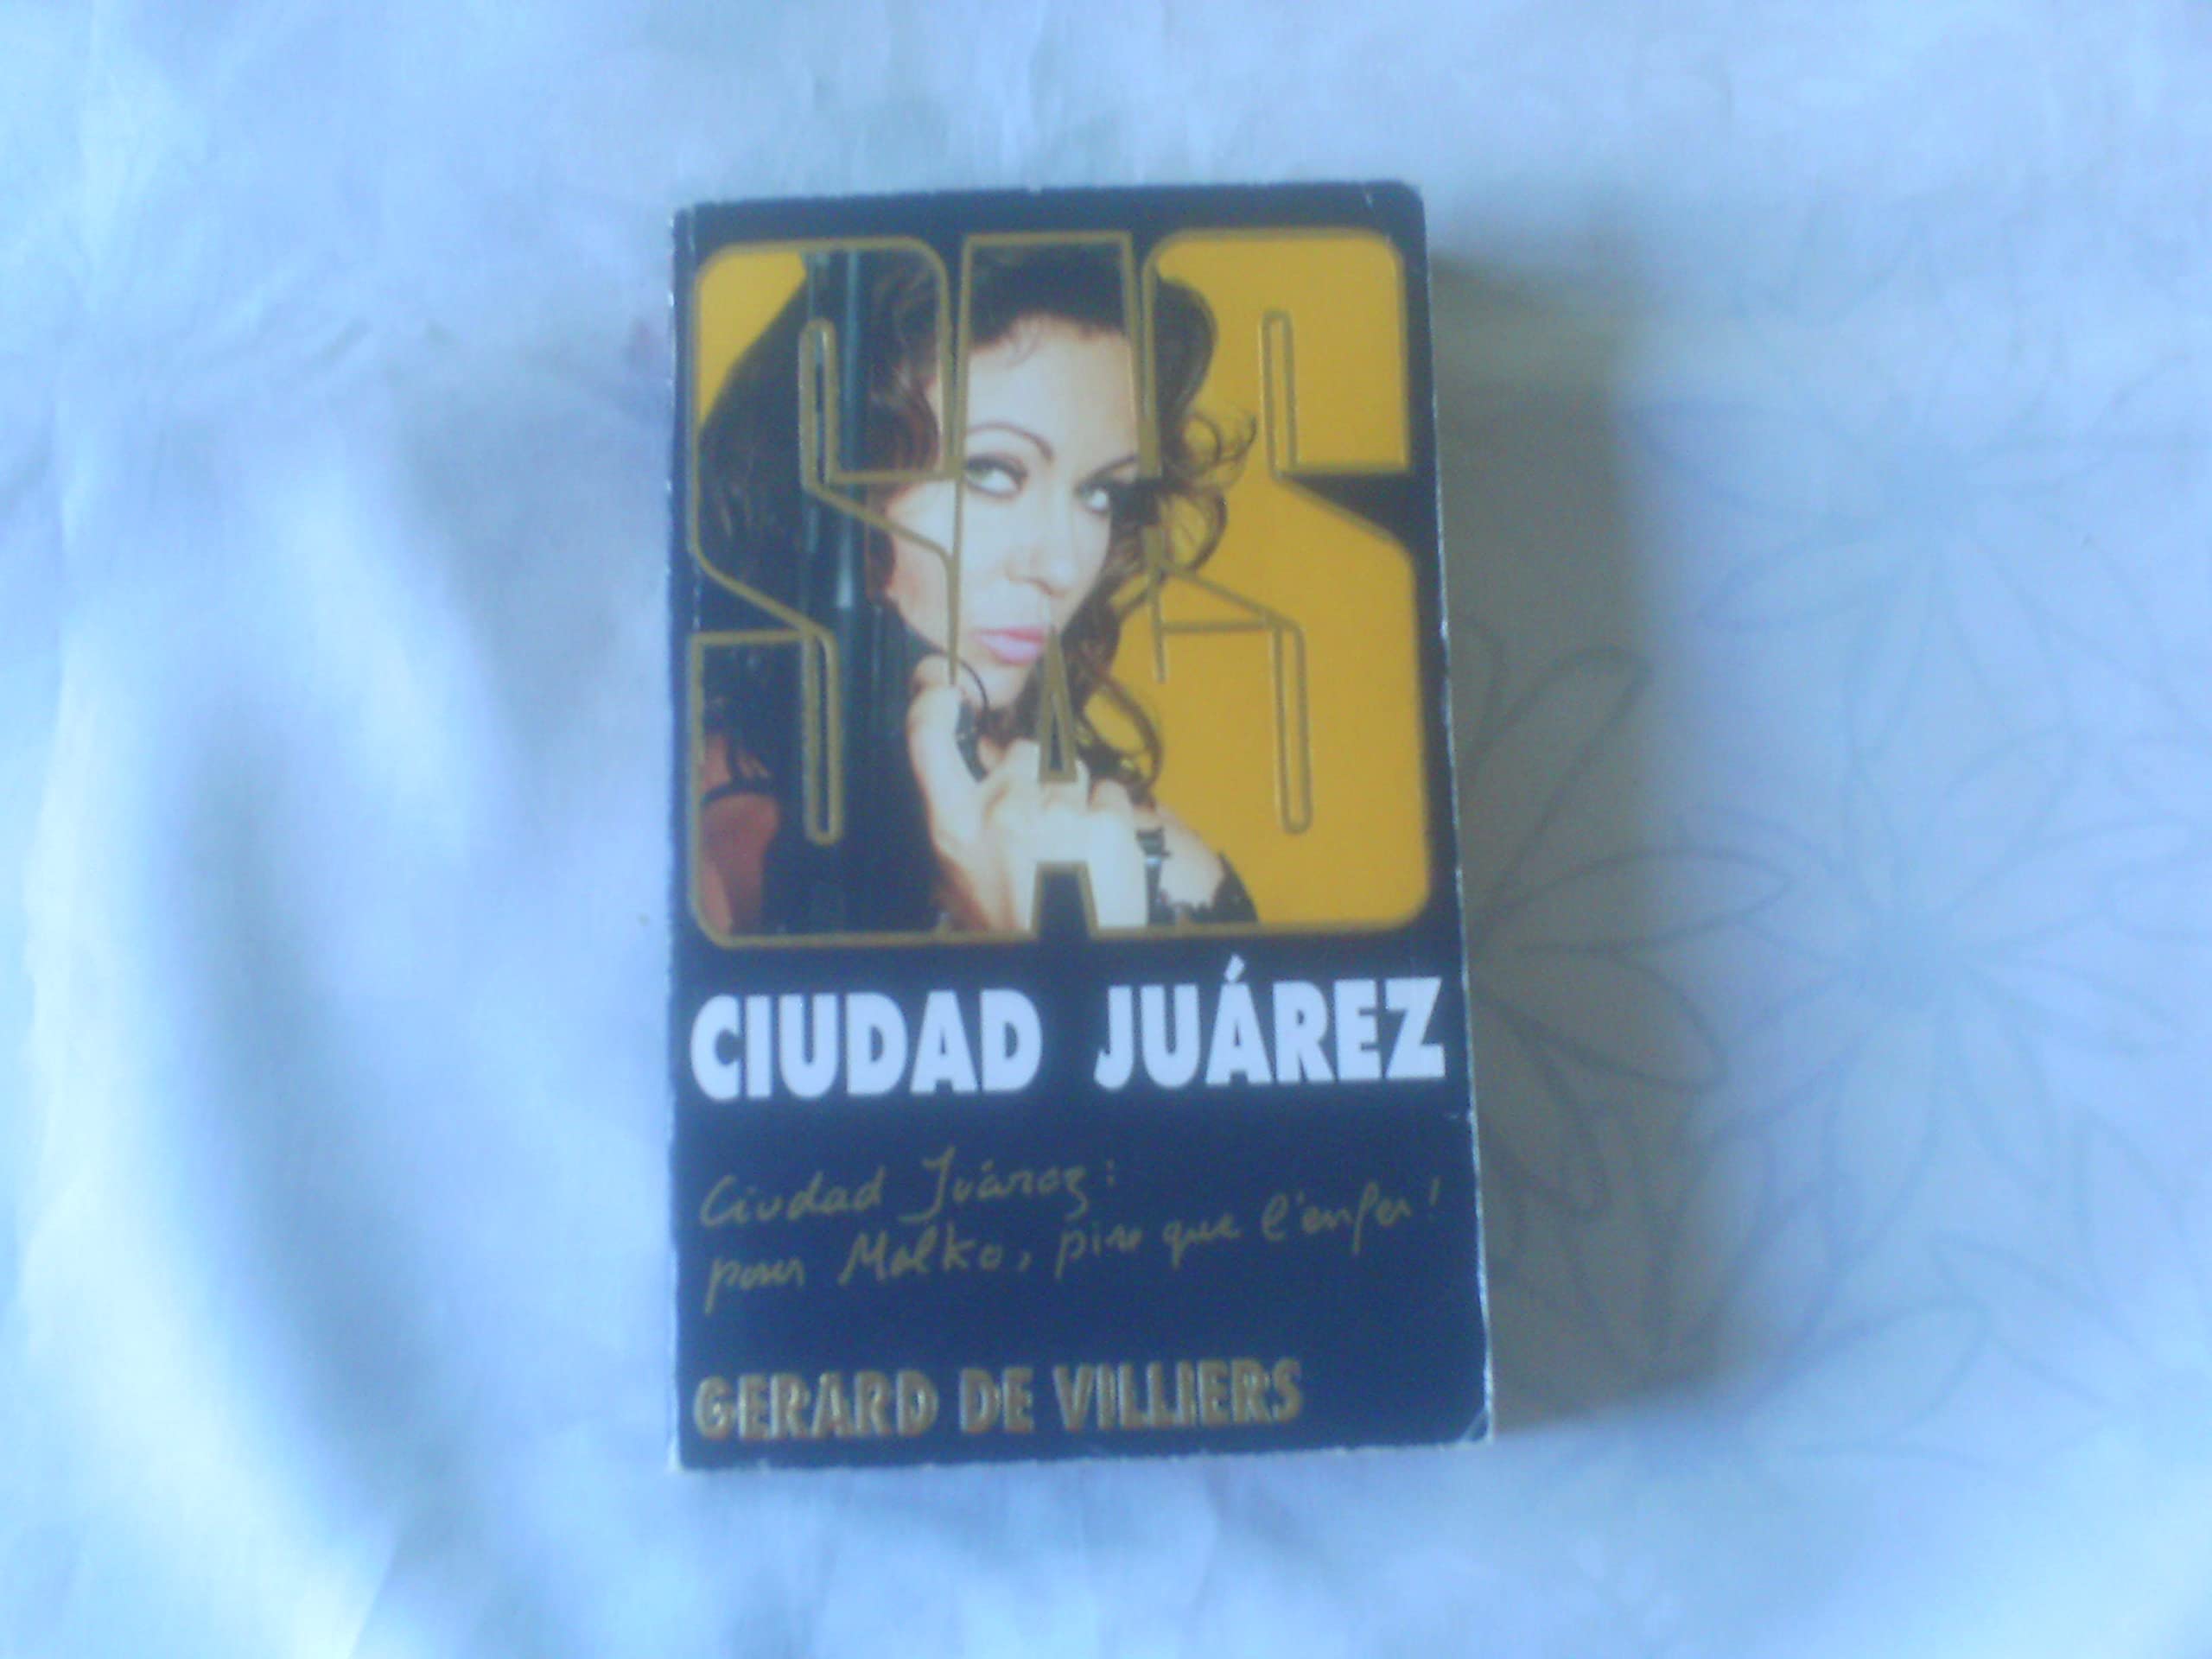 SAS
CIUDAD JUÁREZ
Ciudad Juárez :
pour Malko, pire que l'enfer !
GERARD DE VILLIERS